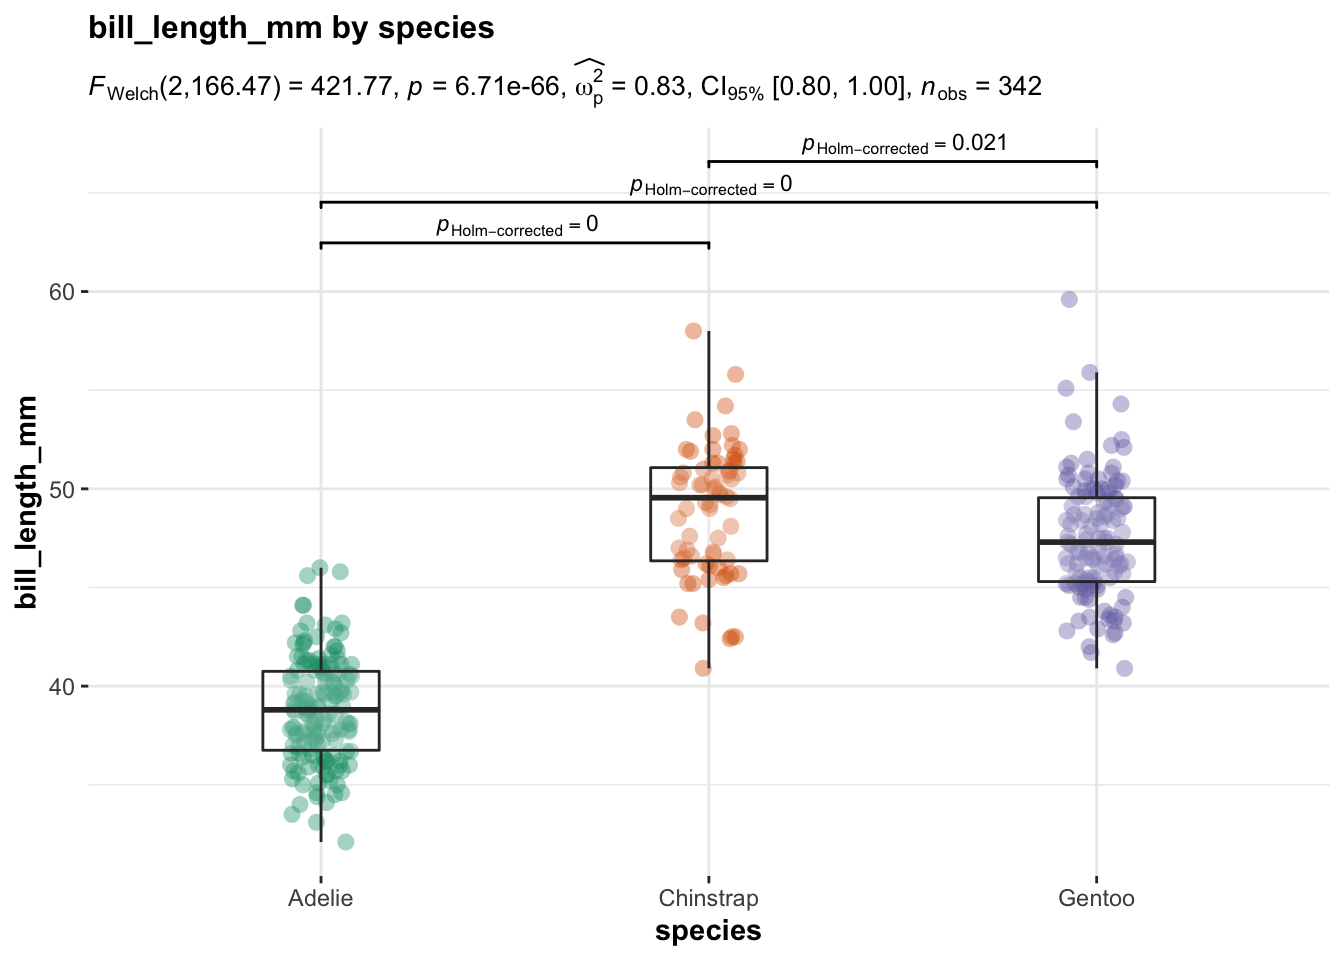 bill_length_mm by species
F Welch(2,166.47) = 421.77, p = 6.71e-66, ω̂²p = 0.83, CI95% [0.80, 1.00], nobs = 342
pHolm−corrected = 0.021
pHolm−corrected = 0
pHolm−corrected = 0
60
50
40
bill_length_mm
Adelie Chinstrap Gentoo
species